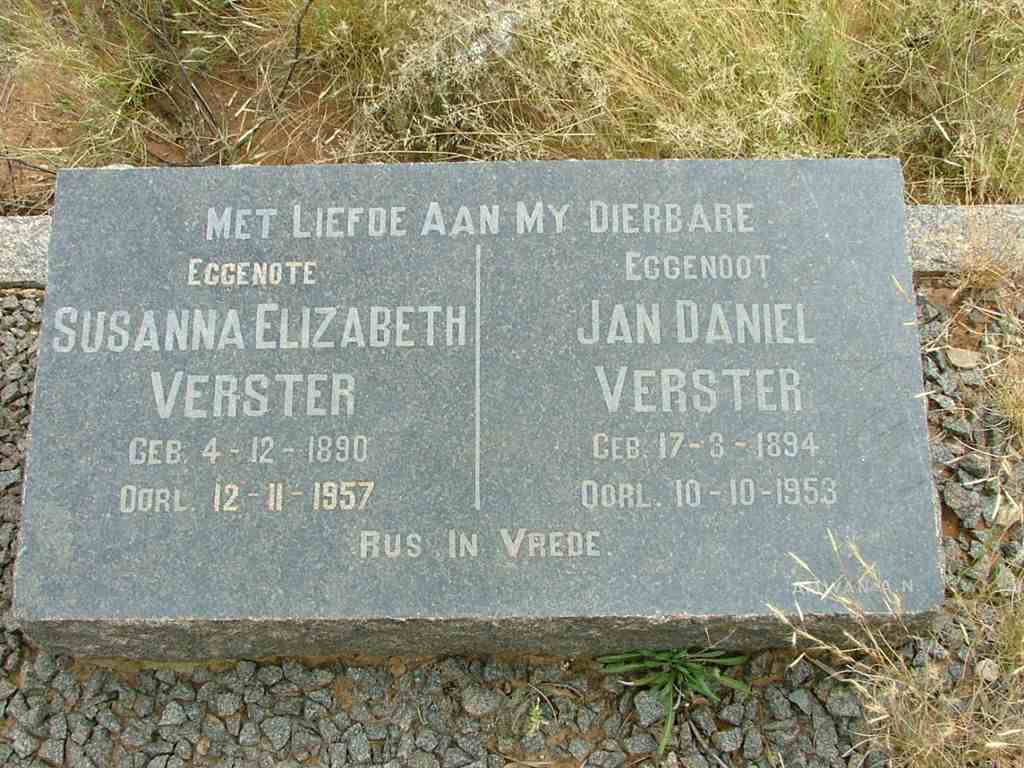 MET LIEFDE AAN MY DIERBARE
EGGENOTE
SUSANNA ELIZABETH
VERSTER
GEB. 4-12-1890
OORL. 12-11-1957
EGGENOOT
JAN DANIEL
VERSTER
GEB. 17-3-1894
OORL. 10-10-1953
RUS IN VREDE.